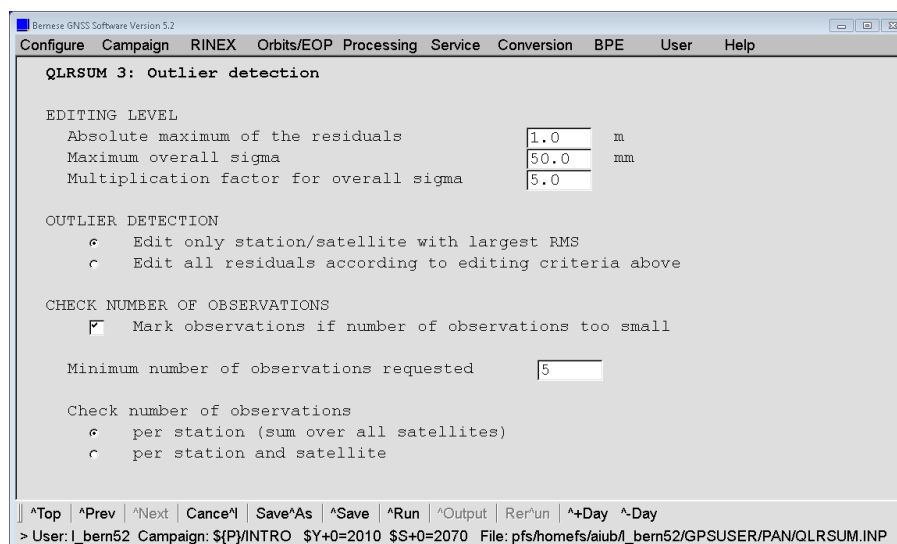 Bernese GNSS Software Version 5.2
Configure Campaign RINEX Orbits/EOP Processing Service Conversion BPE User Help
QLRSUM 3: Outlier detection
EDITING LEVEL
Absolute maximum of the residuals 1.0 m
Maximum overall sigma 50.0 mm
Multiplication factor for overall sigma 5.0
OUTLIER DETECTION
Edit only station/satellite with largest RMS
Edit all residuals according to editing criteria above
CHECK NUMBER OF OBSERVATIONS
Mark observations if number of observations too small
Minimum number of observations requested 5
Check number of observations
per station (sum over all satellites)
per station and satellite
^Top | ^Prev | ^Next | Cance^l | Save^As | ^Save | ^Run | ^Output | Rer^un | ^+Day ^-Day
> User: l_bern52 Campaign: ${P}/INTRO $Y+0=2010 $S+0=2070 File: pfs/homefs/aiub/l_bern52/GPSUSER/PAN/QLRSUM.INP